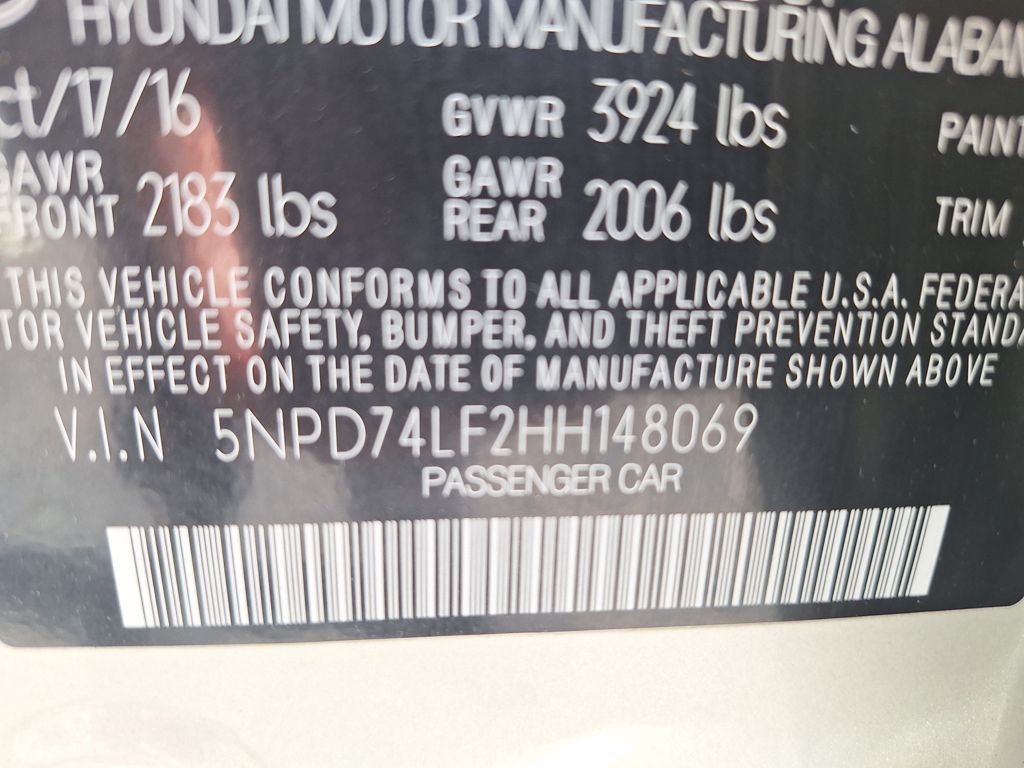 HYUNDAI MOTOR MANUFACTURING ALABAM
ct/17/16 GVWR 3924 lbs PAINT
GAWR FRONT 2183 lbs GAWR REAR 2006 lbs TRIM
THIS VEHICLE CONFORMS TO ALL APPLICABLE U.S.A. FEDERA
TOR VEHICLE SAFETY, BUMPER, AND THEFT PREVENTION STANDA
IN EFFECT ON THE DATE OF MANUFACTURE SHOWN ABOVE
V.I.N 5NPD74LF2HH148069
PASSENGER CAR